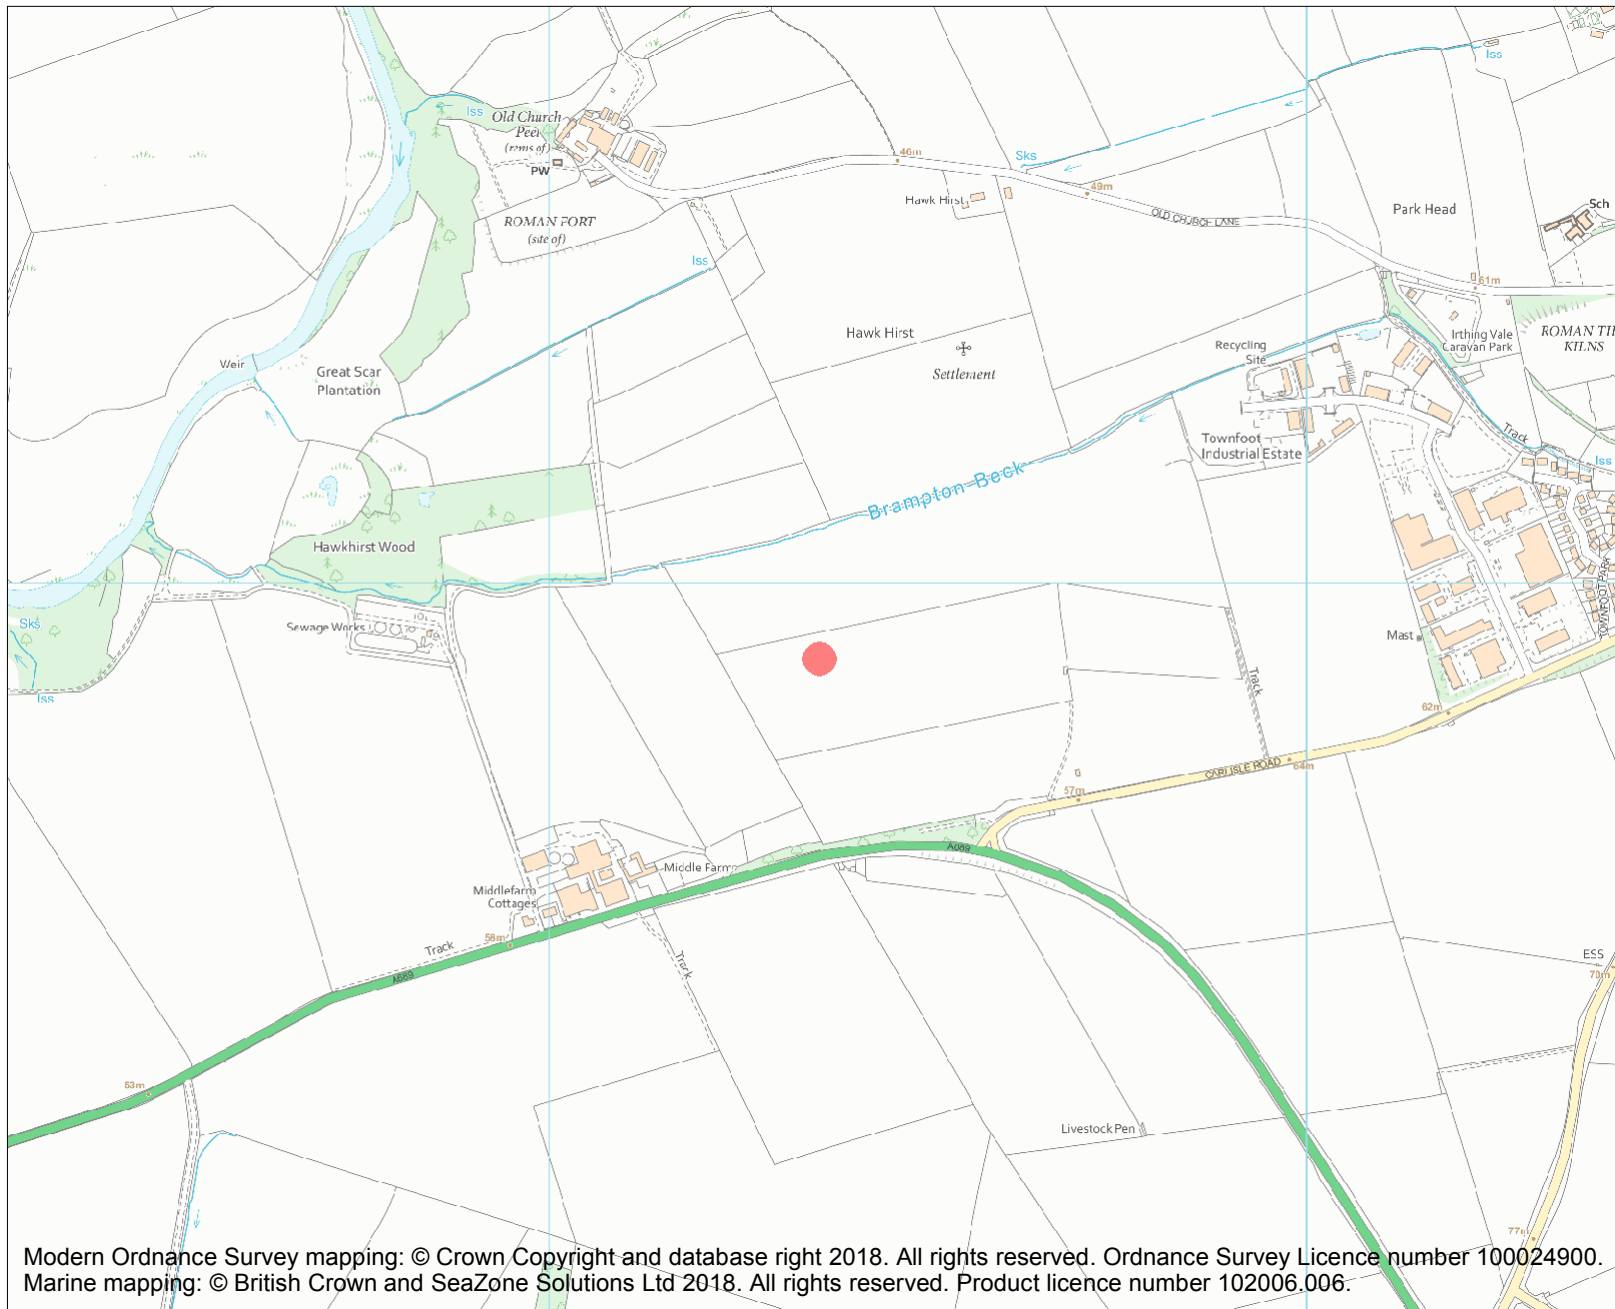 Iss
Iss
Old Church
Peel
(rems of)
PW
46m
Sks
49m
Hawk Hirst
OLD CHURCH LANE
Park Head
Sch
ROMAN FORT
(site of)
Iss
61m
Hawk Hirst
Settlement
Recycling
Site
Irthing Vale
Caravan Park
KILNS
ROMAN
Weir
Great Scar
Plantation
Townfoot
Industrial Estate
Track
Iss
Brampton Beck
Hawkhirst Wood
TOWNFOOT PARK
Sks
Sewage Works
Mast
Iss
Track
62m
CARLISLE ROAD
64m
57m
A689
Middle Farm
Middlefarm
Cottages
58m
Track
A689
Track
ESS
70m
53m
Livestock Pen
77m
Modern Ordnance Survey mapping: © Crown Copyright and database right 2018. All rights reserved. Ordnance Survey Licence number 100024900.
Marine mapping: © British Crown and SeaZone Solutions Ltd 2018. All rights reserved. Product licence number 102006.006.